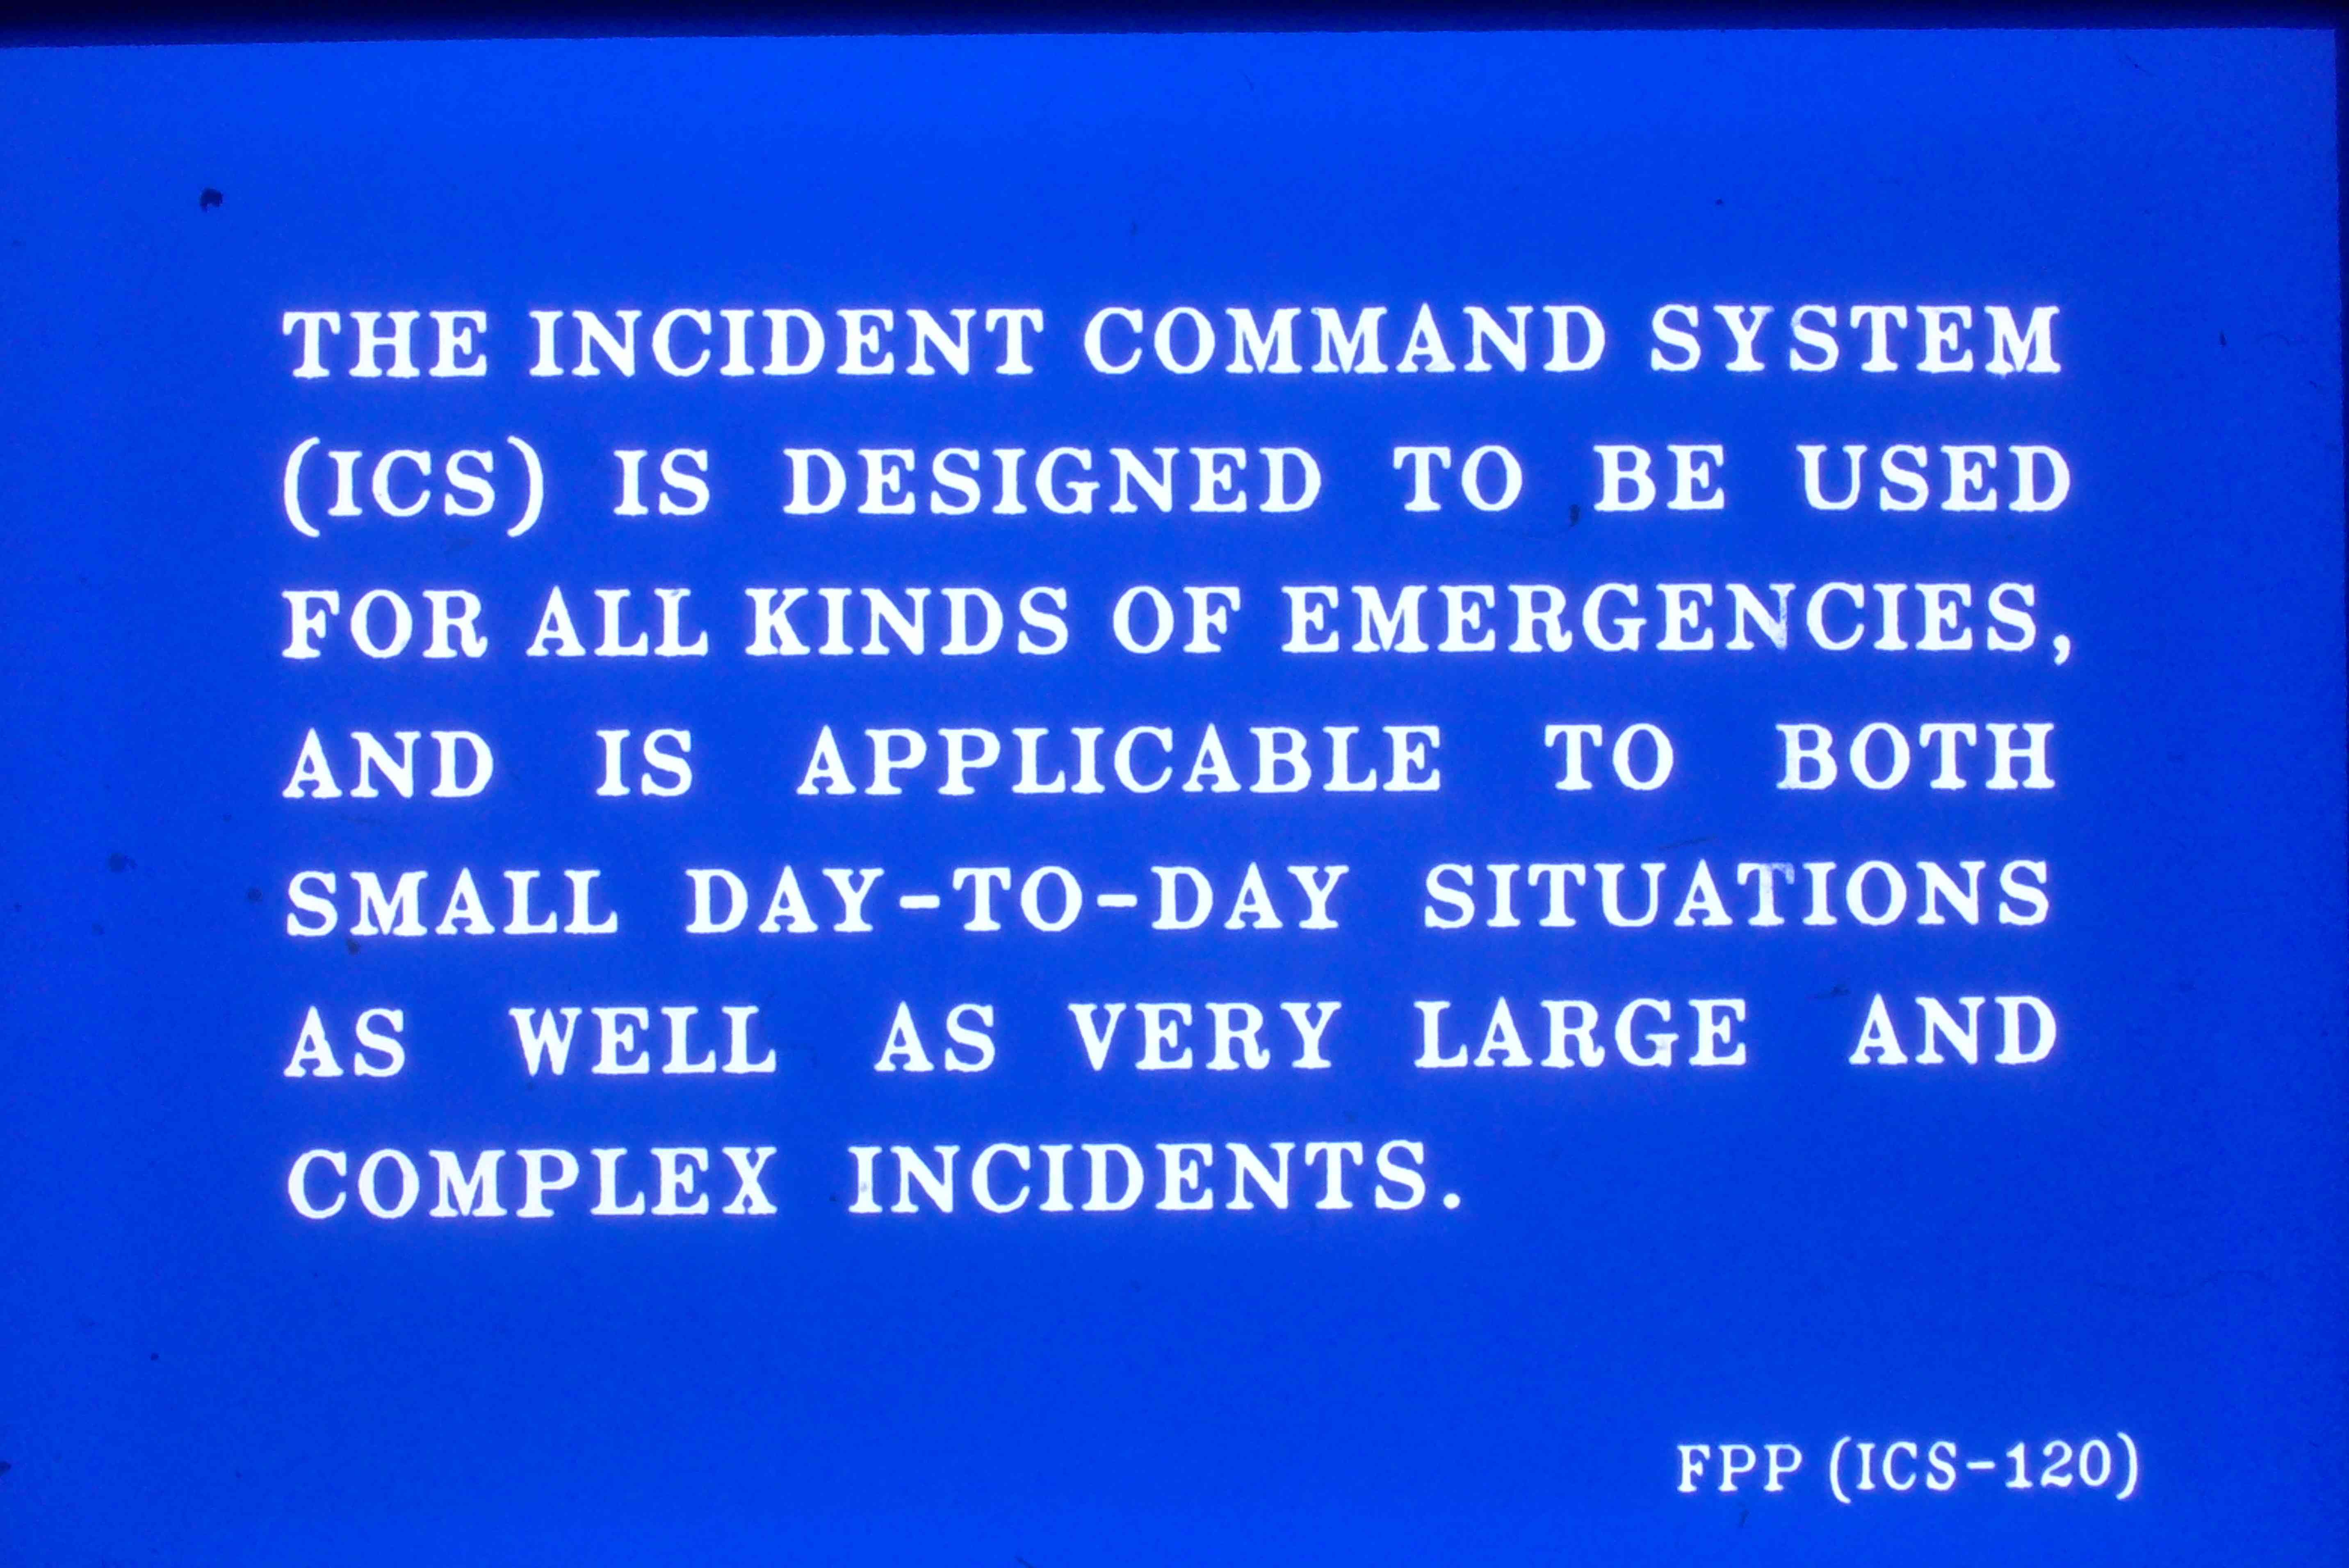 THE INCIDENT COMMAND SYSTEM
(ICS) IS DESIGNED TO BE USED
FOR ALL KINDS OF EMERGENCIES,
AND IS APPLICABLE TO BOTH
SMALL DAY-TO-DAY SITUATIONS
AS WELL AS VERY LARGE AND
COMPLEX INCIDENTS.
FPP (ICS-120)